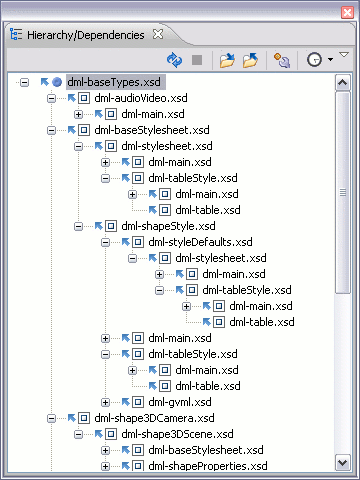 Hierarchy/Dependencies
dml-baseTypes.xsd
dml-audioVideo.xsd
dml-main.xsd
dml-baseStylesheet.xsd
dml-stylesheet.xsd
dml-main.xsd
dml-tableStyle.xsd
dml-main.xsd
dml-table.xsd
dml-shapeStyle.xsd
dml-styleDefaults.xsd
dml-stylesheet.xsd
dml-main.xsd
dml-tableStyle.xsd
dml-main.xsd
dml-table.xsd
dml-main.xsd
dml-tableStyle.xsd
dml-main.xsd
dml-table.xsd
dml-gvml.xsd
dml-shape3DCamera.xsd
dml-shape3DScene.xsd
dml-baseStylesheet.xsd
dml-shapeProperties.xsd